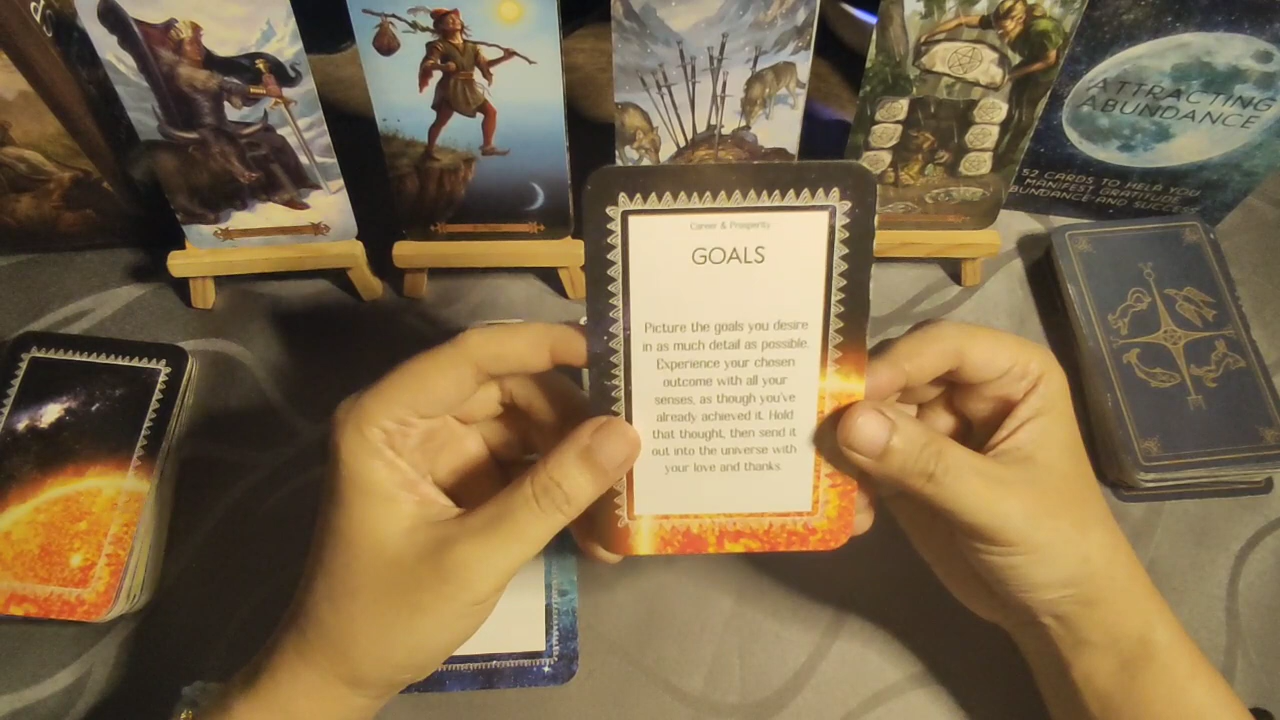 ATTRACTING
ABUNDANCE
52 CARDS TO HELP YOU
MANIFEST GRATITUDE
ABUNDANCE AND SUCCESS
Career & Prosperity
GOALS
Picture the goals you desire
in as much detail as possible.
Experience your chosen
outcome with all your
senses, as though you've
already achieved it. Hold
that thought, then send it
out into the universe with
your love and thanks.